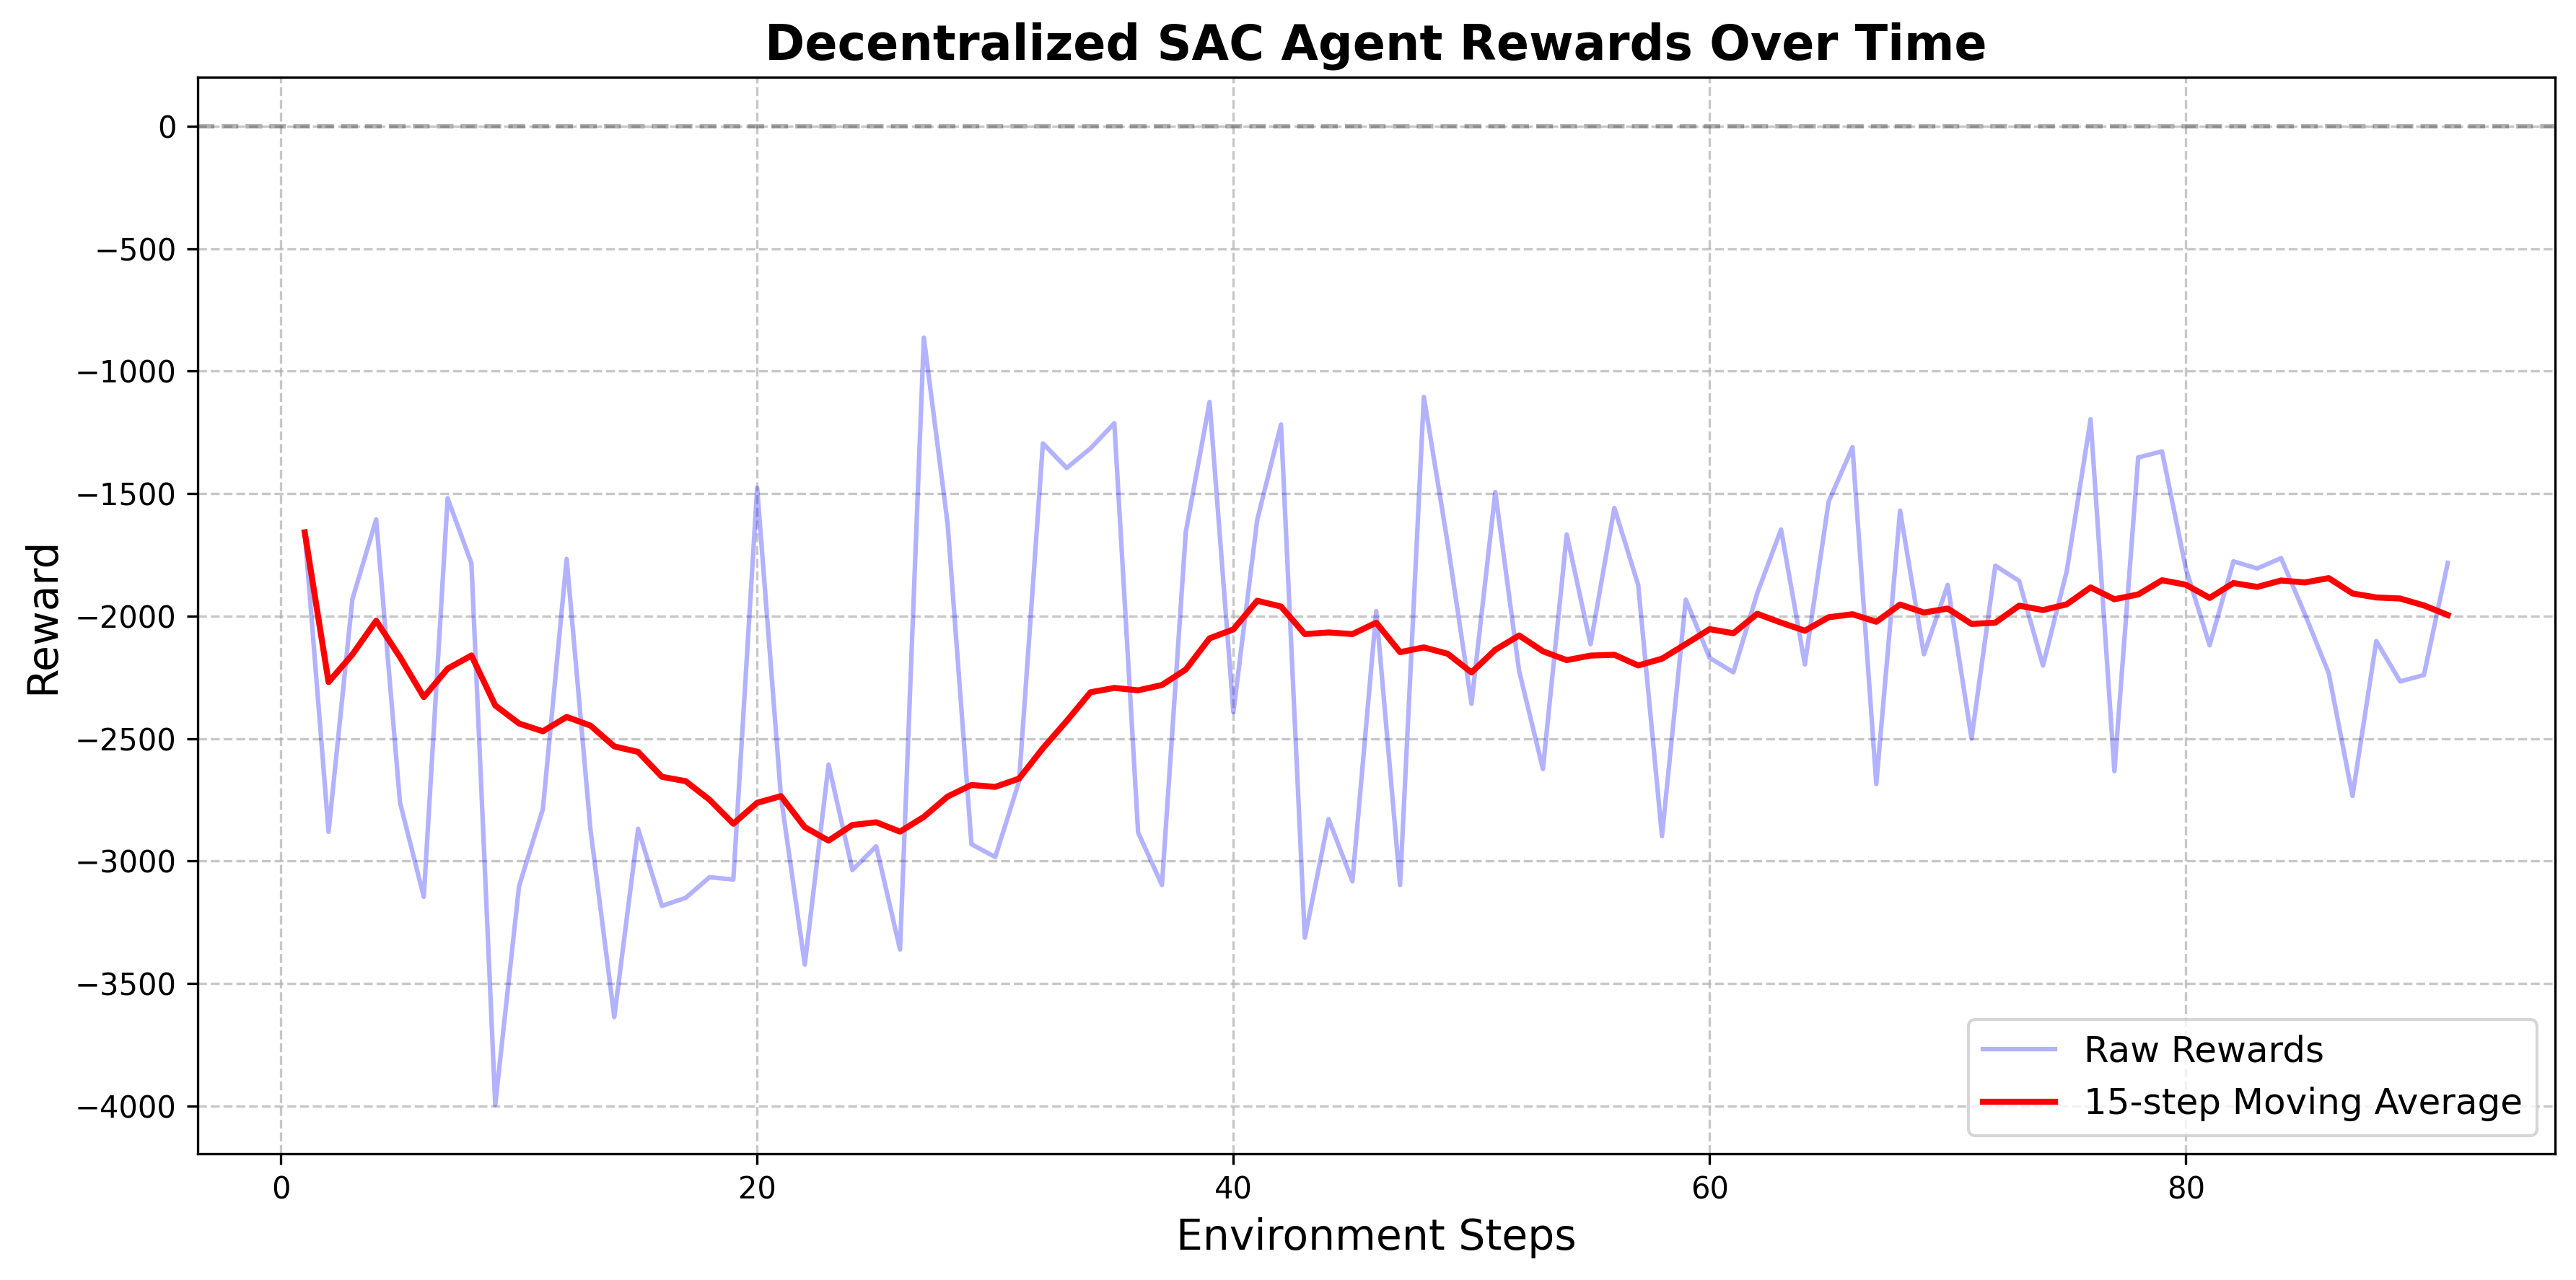 Decentralized SAC Agent Rewards Over Time
0
−500
−1000
−1500
−2000
−2500
−3000
−3500
−4000
Reward
0 20 40 60 80
Environment Steps
Raw Rewards
15-step Moving Average